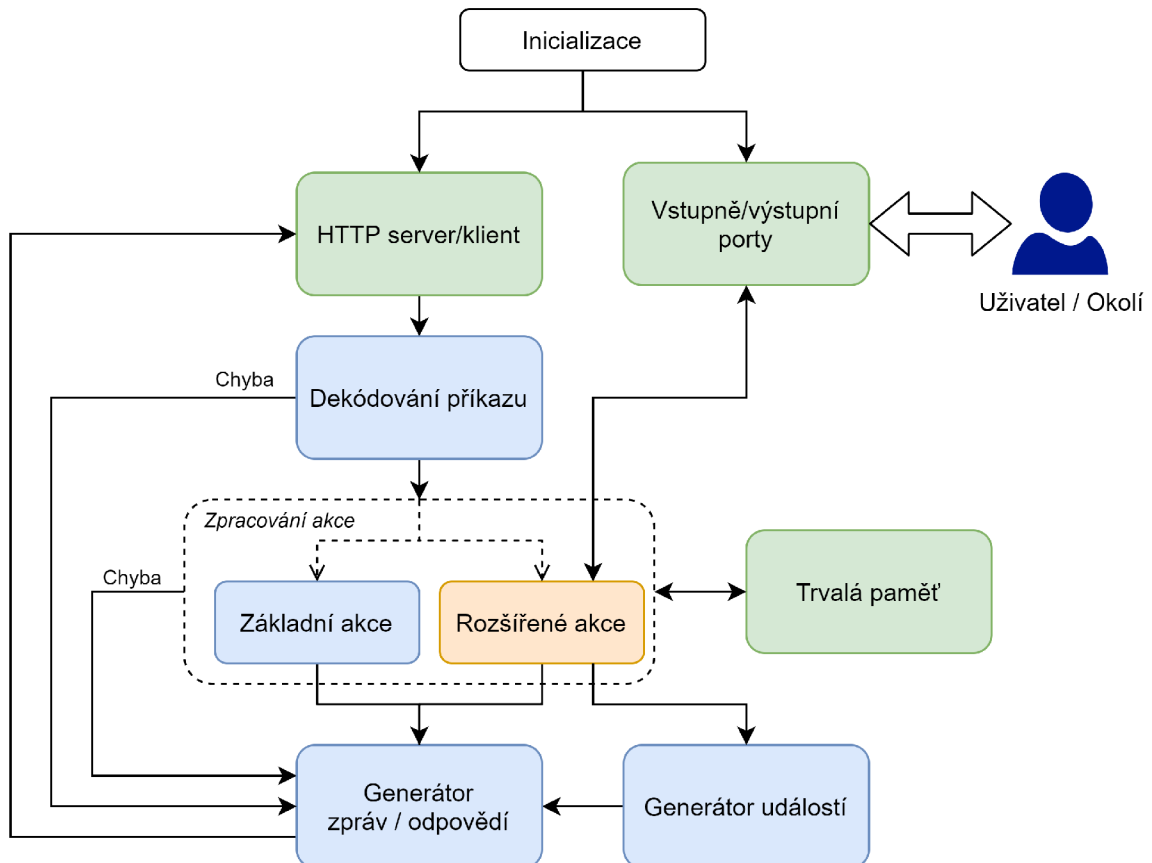 Inicializace
HTTP server/klient
Vstupně/výstupní
porty
Uživatel / Okolí
Chyba
Dekódování příkazu
Zpracování akce
Chyba
Základní akce
Rozšířené akce
Trvalá paměť
Generátor
zpráv / odpovědí
Generátor událostí